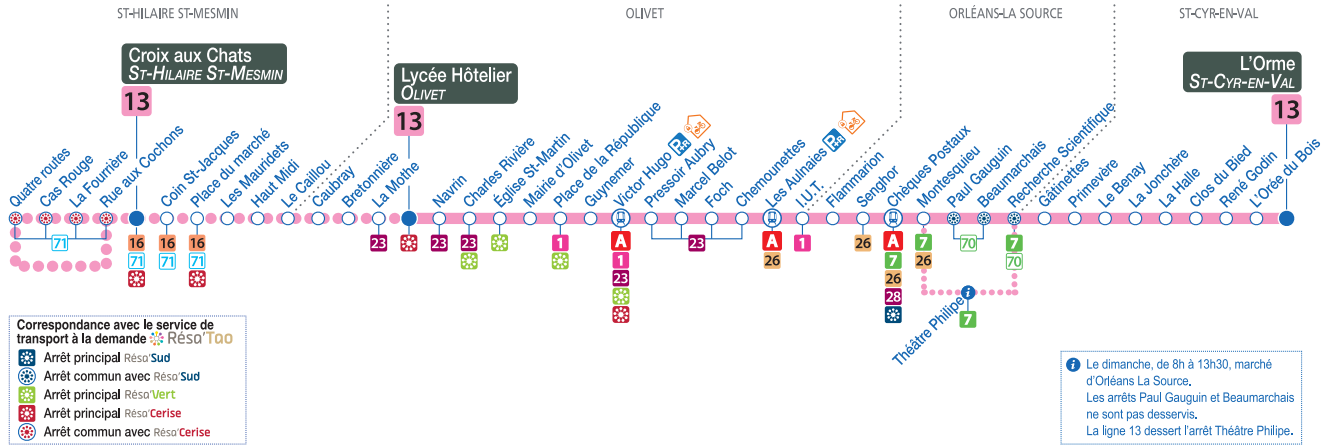 ST-HILAIRE ST-MESMIN
OLIVET
ORLÉANS-LA SOURCE
ST-CYR-EN-VAL
Croix aux Chats
ST-HILAIRE ST-MESMIN
13
Lycée Hôtelier
OLIVET
13
L'Orme
ST-CYR-EN-VAL
13
Quatre routes
Cas Rouge
La Fourrière
Rue aux Cochons
Coin St-Jacques
Place du marché
Les Mauridets
Haut Midi
Le Caillou
Caubray
Bretonnière
La Mothe
Navrin
Charles Rivière
Église St-Martin
Mairie d'Olivet
Place de la République
Guynemer
Victor Hugo P+R
Pressoir Aubry
Marcel Belot
Foch
Chemounettes
Les Aulnaies P+R
I.U.T.
Flammarion
Senghor
Chèques Postaux
Montesquieu
Paul Gauguin
Beaumarchais
Recherche Scientifique
Gâtinettes
Primevère
Le Benay
La Jonchère
La Halle
Clos du Bied
René Godin
L'Orée du Bois
71
16
71
16
71
16
71
23
23
23
1
A
1
23
23
A
26
1
26
A
7
26
28
7
26
70
7
70
Théâtre Philipe
i
7
Correspondance avec le service de
transport à la demande Résa'Tao
Arrêt principal Résa'Sud
Arrêt commun avec Résa'Sud
Arrêt principal Résa'Vert
Arrêt principal Résa'Cerise
Arrêt commun avec Résa'Cerise
i Le dimanche, de 8h à 13h30, marché
d'Orléans La Source.
Les arrêts Paul Gauguin et Beaumarchais
ne sont pas desservis.
La ligne 13 dessert l'arrêt Théâtre Philipe.